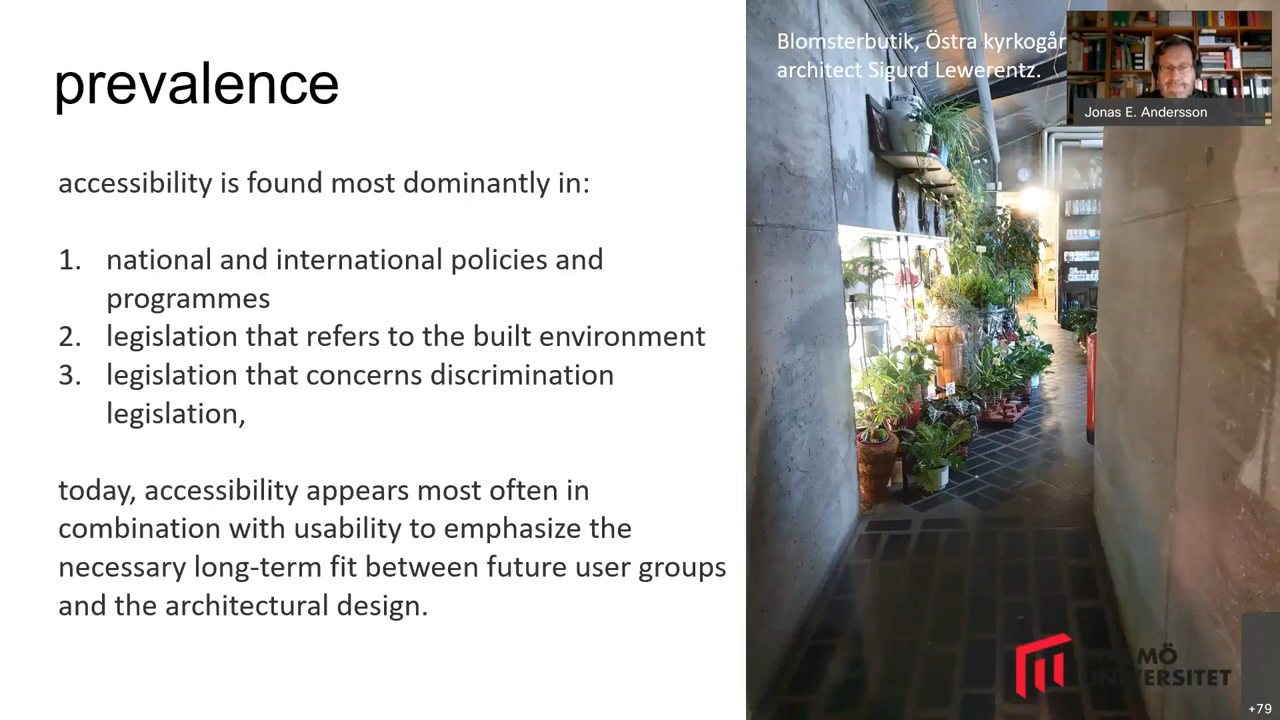 prevalence
accessibility is found most dominantly in:
1. national and international policies and
programmes
2. legislation that refers to the built environment
3. legislation that concerns discrimination
legislation,
today, accessibility appears most often in
combination with usability to emphasize the
necessary long-term fit between future user groups
and the architectural design.
Blomsterbutik, Östra kyrkogår
architect Sigurd Lewerentz.
Jonas E. Andersson
MÖ
UNIVERSITET
+79